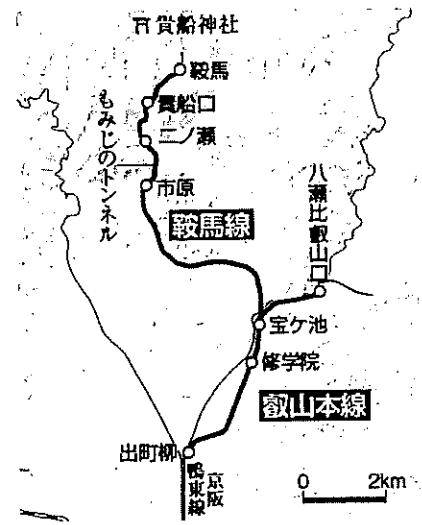 貴船神社
鞍馬
貴船口
二ノ瀬
もみじのトンネル
市原
鞍馬線
八瀬比叡山口
宝ケ池
修学院
叡山本線
出町柳
京阪
鴨東線
0 2km